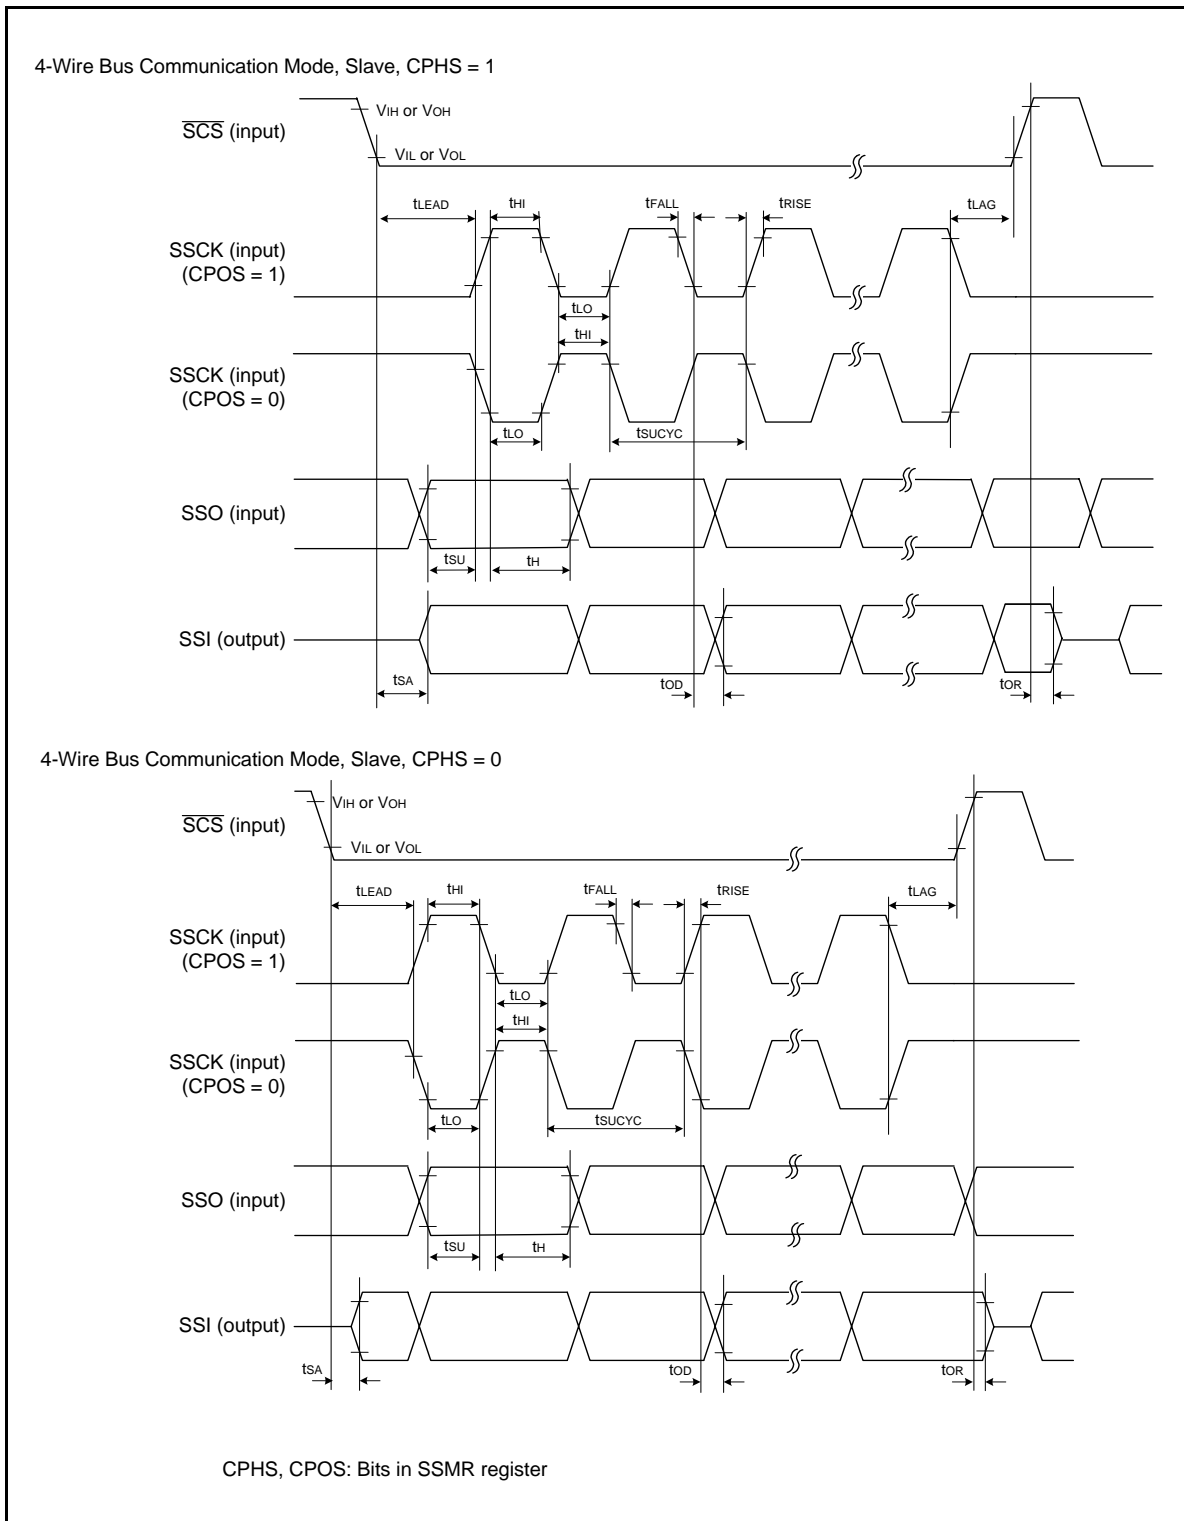 4-Wire Bus Communication Mode, Slave, CPHS = 1
VIH or VOH
SCS (input)
VIL or VOL
tLEAD
tHI
tFALL
tRISE
tLAG
SSCK (input)
(CPOS = 1)
tLO
tHI
SSCK (input)
(CPOS = 0)
tLO
tSUCYC
SSO (input)
tSU
tH
SSI (output)
tSA
tOD
tOR
4-Wire Bus Communication Mode, Slave, CPHS = 0
VIH or VOH
SCS (input)
VIL or VOL
tLEAD
tHI
tFALL
tRISE
tLAG
SSCK (input)
(CPOS = 1)
tLO
tHI
SSCK (input)
(CPOS = 0)
tLO
tSUCYC
SSO (input)
tSU
tH
SSI (output)
tSA
tOD
tOR
CPHS, CPOS: Bits in SSMR register